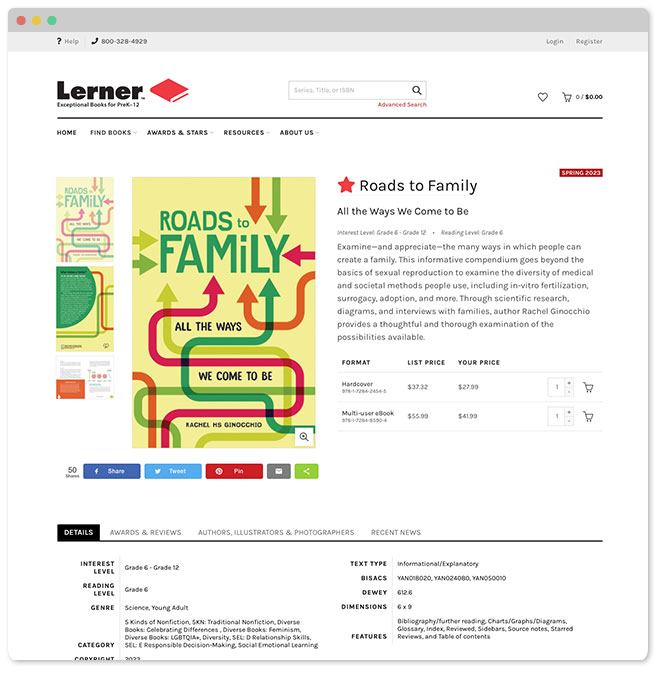 ? Help
800-328-4929
Login
Register
Lerner™
Exceptional Books for PreK–12
Series, Title, or ISBN
Advanced Search
0 / $0.00
HOME
FIND BOOKS
AWARDS & STARS
RESOURCES
ABOUT US
ROADS to
FAMiLY
ALL THE WAYS
WE COME TO BE
ROADS to
FAMiLY
ALL THE WAYS
WE COME TO BE
RACHEL HS GINOCCHIO
50
Shares
Share
Tweet
Pin
SPRING 2023
Roads to Family
All the Ways We Come to Be
Interest Level: Grade 6 - Grade 12 • Reading Level: Grade 6
Examine—and appreciate—the many ways in which people can
create a family. This informative compendium goes beyond the
basics of sexual reproduction to examine the diversity of medical
and societal methods people use, including in-vitro fertilization,
surrogacy, adoption, and more. Through scientific research,
diagrams, and interviews with families, author Rachel Ginocchio
provides a thoughtful and thorough examination of the
possibilities available.
FORMAT LIST PRICE YOUR PRICE
Hardcover $37.32 $27.99 1 + -
978-1-7284-2454-5
Multi-user eBook $55.99 $41.99 1 + -
978-1-7284-8590-4
DETAILS
AWARDS & REVIEWS
AUTHORS, ILLUSTRATORS & PHOTOGRAPHERS
RECENT NEWS
INTEREST
LEVEL
Grade 6 - Grade 12
READING
LEVEL
Grade 6
GENRE
Science, Young Adult
CATEGORY
5 Kinds of Nonfiction, 5KN: Traditional Nonfiction, Diverse
Books: Celebrating Differences , Diverse Books: Feminism,
Diverse Books: LGBTQIA+, Diversity, SEL: D Relationship Skills,
SEL: E Responsible Decision-Making, Social Emotional Learning
COPYRIGHT
2023
TEXT TYPE
Informational/Explanatory
BISACS
YAN018020, YAN024080, YAN050010
DEWEY
612.6
DIMENSIONS
6 x 9
FEATURES
Bibliography/further reading, Charts/Graphs/Diagrams,
Glossary, Index, Reviewed, Sidebars, Source notes, Starred
Reviews, and Table of contents